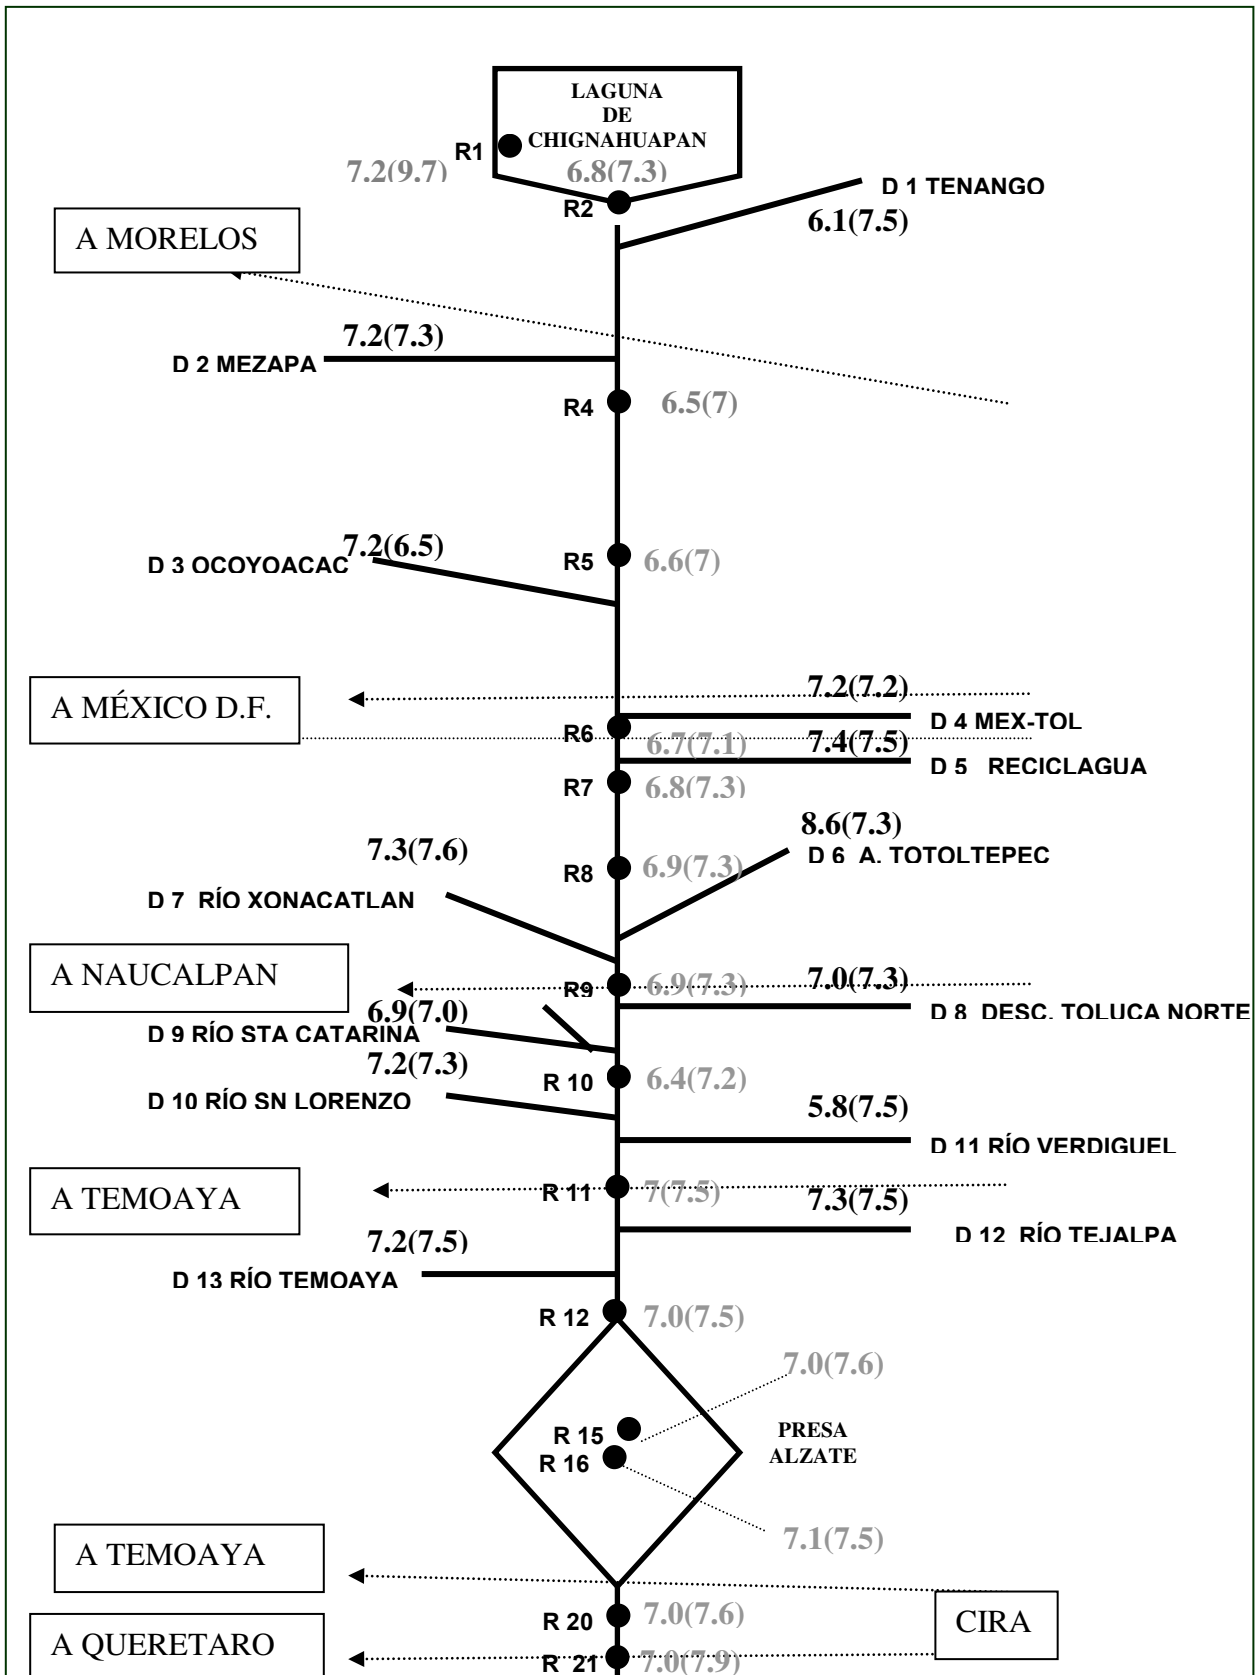 LAGUNA
DE
CHIGNAHUAPAN
R1
7.2(9.7)
6.8(7.3)
R2
D 1 TENANGO
6.1(7.5)
A MORELOS
7.2(7.3)
D 2 MEZAPA
R4
6.5(7)
7.2(6.5)
D 3 OCOYOACAC
R5
6.6(7)
A MÉXICO D.F.
7.2(7.2)
D 4 MEX-TOL
R6
6.7(7.1)
7.4(7.5)
D 5 RECICLAGUA
R7
6.8(7.3)
8.6(7.3)
D 6 A. TOTOLTEPEC
7.3(7.6)
R8
6.9(7.3)
D 7 RÍO XONACATLAN
A NAUCALPAN
R9
6.9(7.3)
7.0(7.3)
D 8 DESC. TOLUCA NORTE
6.9(7.0)
D 9 RÍO STA CATARINA
7.2(7.3)
R 10
6.4(7.2)
D 10 RÍO SN LORENZO
5.8(7.5)
D 11 RÍO VERDIGUEL
A TEMOAYA
R 11
7(7.5)
7.3(7.5)
D 12 RÍO TEJALPA
7.2(7.5)
D 13 RÍO TEMOAYA
R 12
7.0(7.5)
7.0(7.6)
R 15
R 16
PRESA
ALZATE
7.1(7.5)
A TEMOAYA
R 20
7.0(7.6)
CIRA
A QUERETARO
R 21
7.0(7.9)